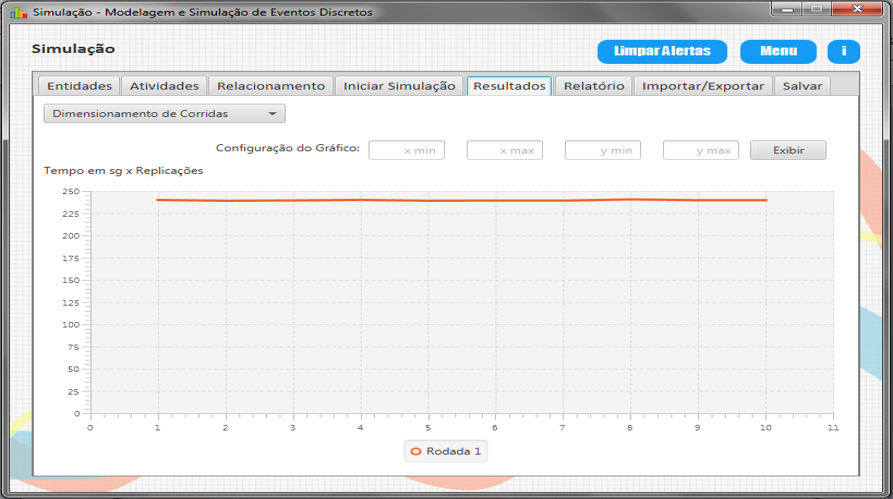 Simulação - Modelagem e Simulação de Eventos Discretos
Simulação
Limpar Alertas Menu i
Entidades Atividades Relacionamento Iniciar Simulação Resultados Relatório Importar/Exportar Salvar
Dimensionamento de Corridas
Configuração do Gráfico: x min x max y min y max Exibir
Tempo em sg x Replicações
250
225
200
175
150
125
100
75
50
25
0
0 1 2 3 4 5 6 7 8 9 10 11
Rodada 1